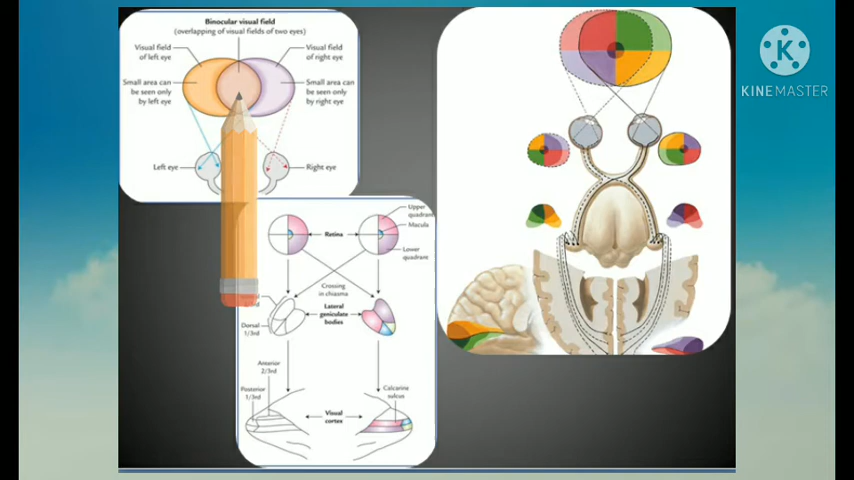 Binocular visual field
(overlapping of visual fields of two eyes)
Visual field
of left eye
Visual field
of right eye
Small area can
be seen only
by left eye
Small area can
be seen only
by right eye
Left eye
Right eye
Upper
quadrant
Macula
Retina
Lower
quadrant
Crossing
in chiasma
Lateral
geniculate
bodies
Dorsal
1/3rd
Anterior
2/3rd
Posterior
1/3rd
Calcarine
sulcus
Visual
cortex
K
KINEMASTER